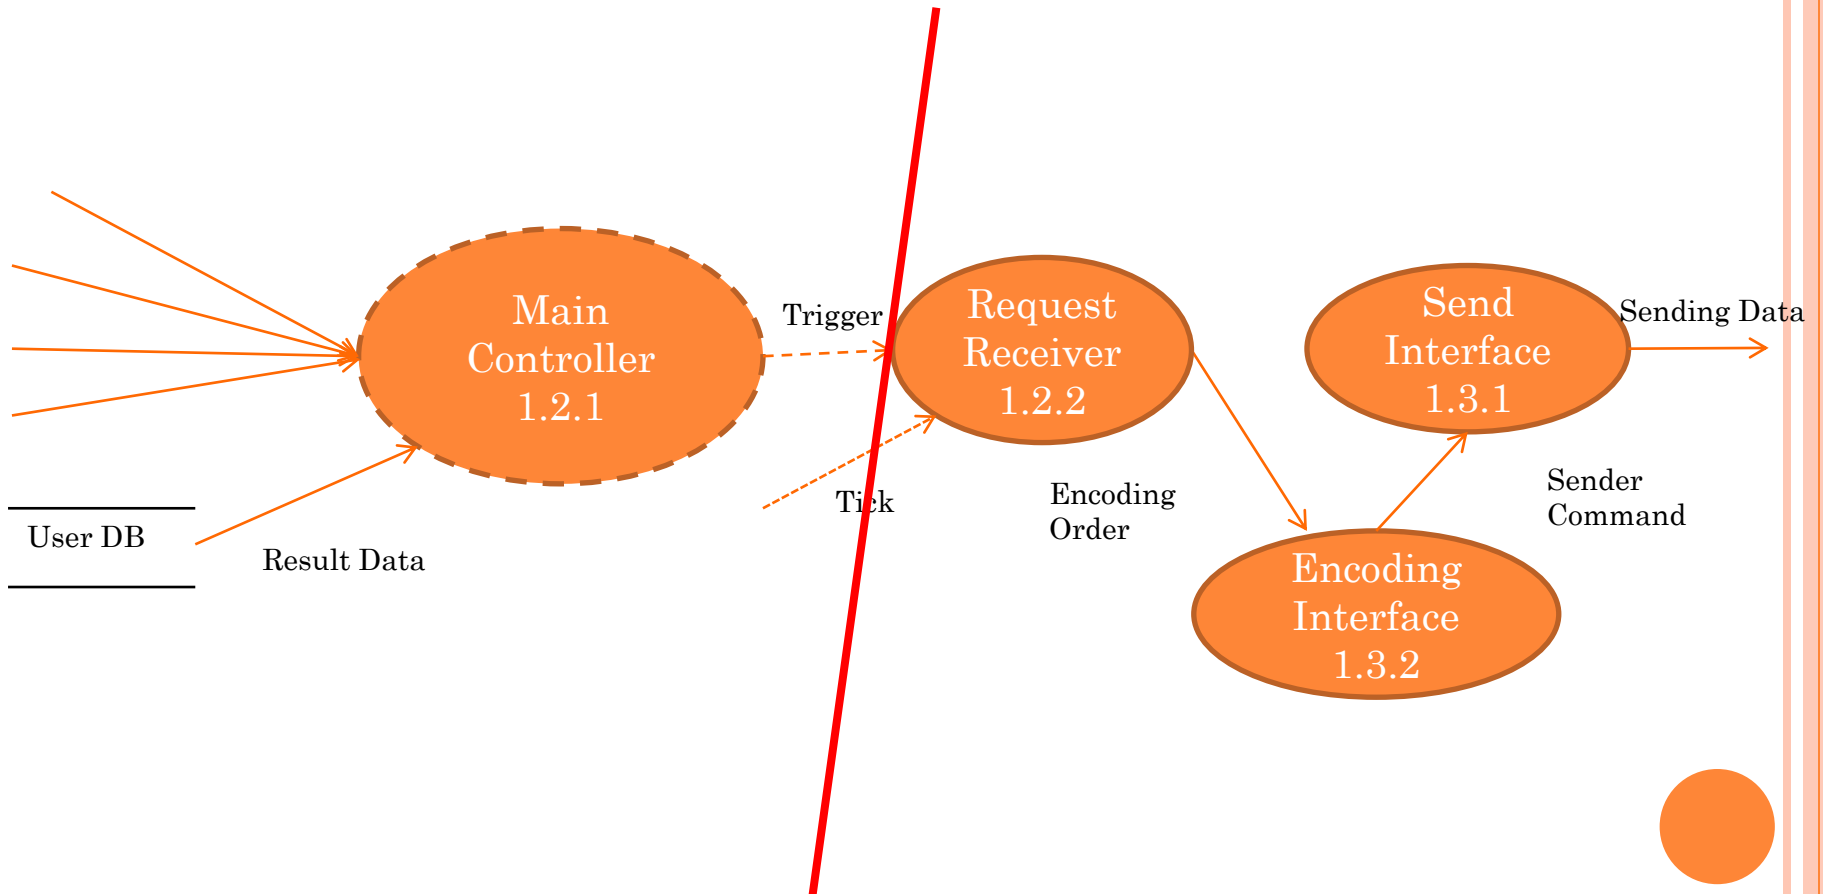 Main
Controller
1.2.1
Trigger
Request
Receiver
1.2.2
Send
Interface
1.3.1
Sending Data
Tick
Encoding
Order
Sender
Command
User DB
Result Data
Encoding
Interface
1.3.2